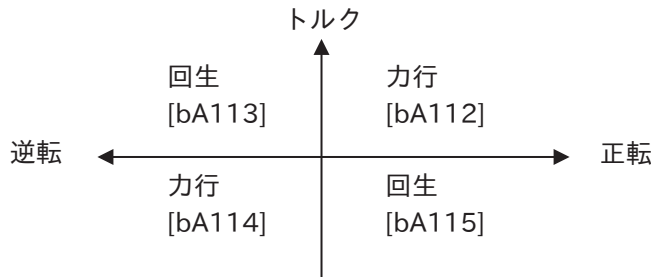 トルク
回生 力行
[bA113] [bA112]
逆転 正転
力行 回生
[bA114] [bA115]